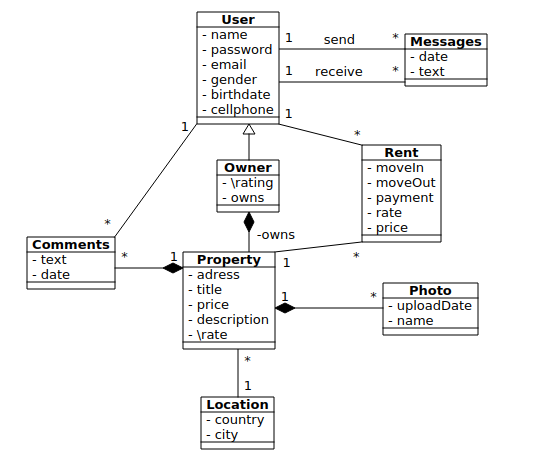 User
- name
- password
- email
- gender
- birthdate
- cellphone
1 send *
1 receive *
Messages
- date
- text
1
*
1
*
Owner
- \rating
- owns
-owns
Rent
- moveIn
- moveOut
- payment
- rate
- price
1
*
Comments
- text
- date
* 1
Property
- adress
- title
- price
- description
- \rate
1 *
Photo
- uploadDate
- name
*
1
Location
- country
- city